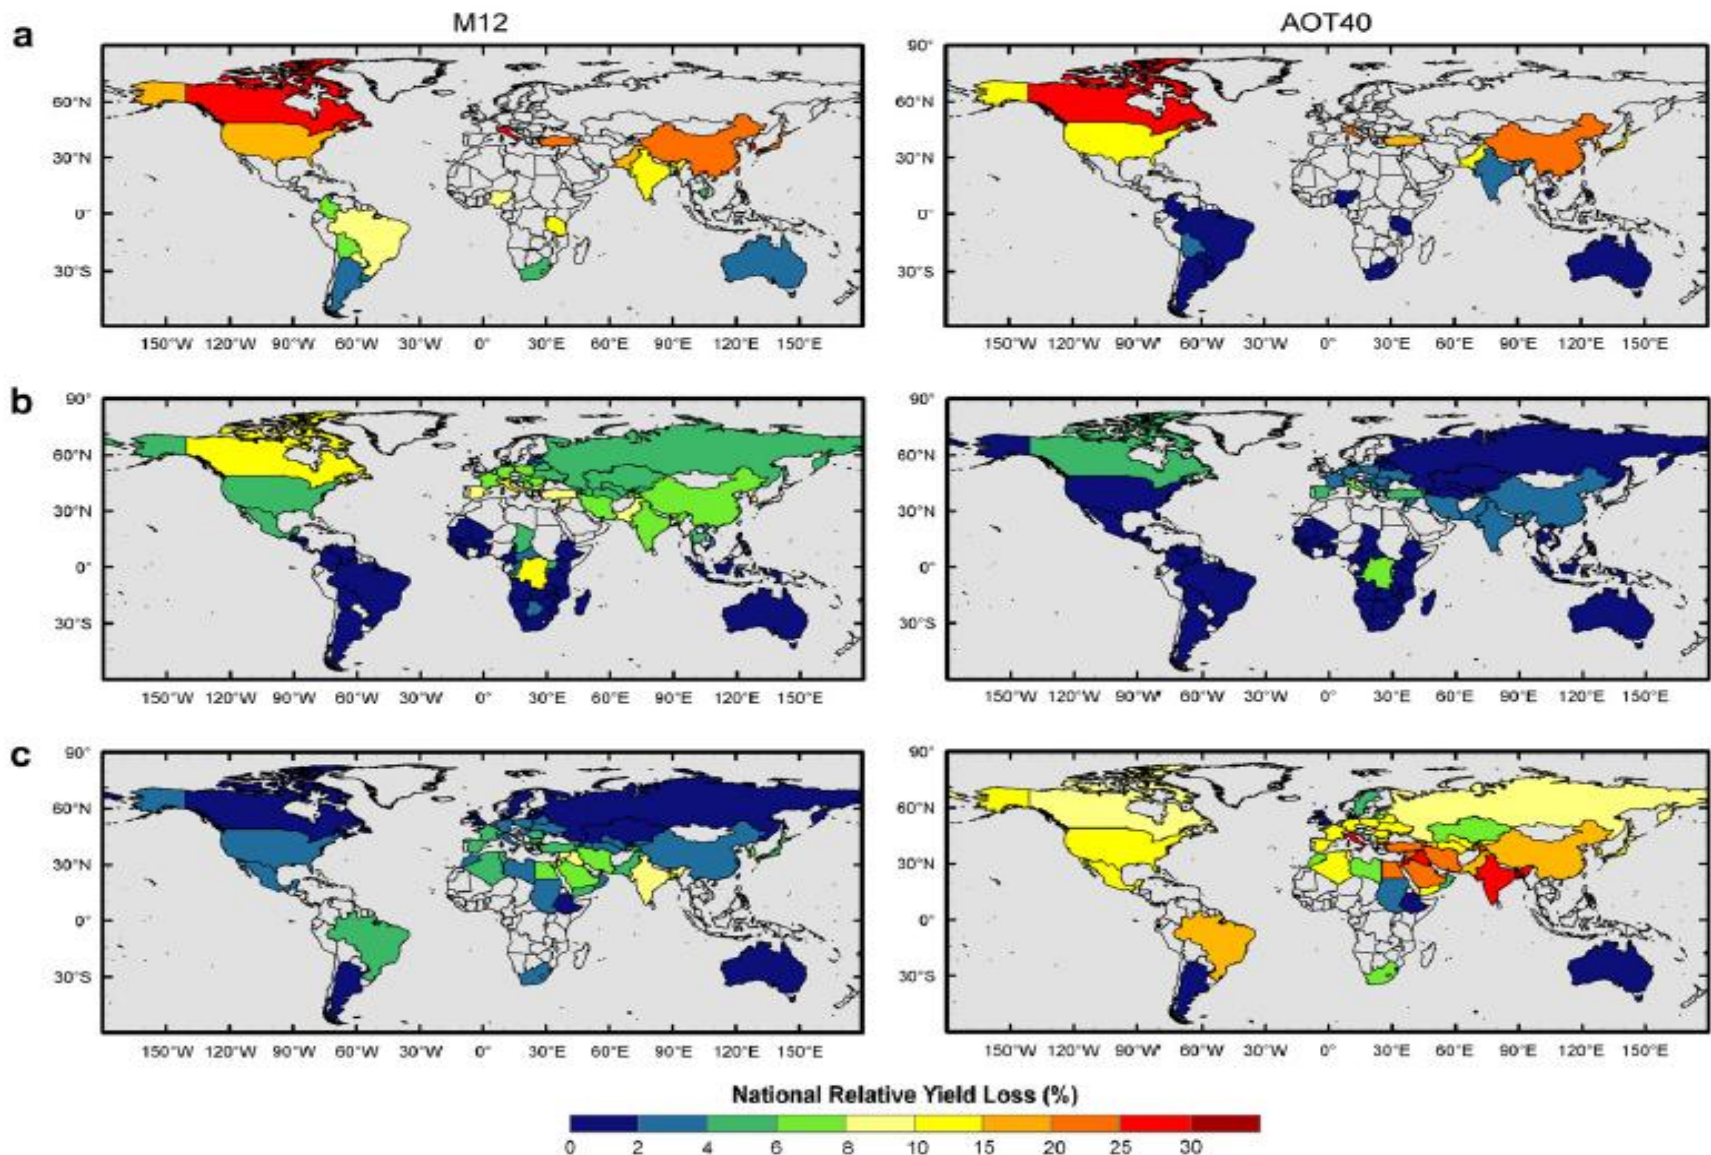 M12 AOT40
a
90°
60°N 60°N
30°N 30°N
0° 0°
30°S 30°S
150°W 120°W 90°W 60°W 30°W 0° 30°E 60°E 90°E 120°E 150°E 150°W 120°W 90°W 60°W 30°W 0° 30°E 60°E 90°E 120°E 150°E
b
90° 90°
60°N 60°N
30°N 30°N
0° 0°
30°S 30°S
150°W 120°W 90°W 60°W 30°W 0° 30°E 60°E 90°E 120°E 150°E 150°W 120°W 90°W 60°W 30°W 0° 30°E 60°E 90°E 120°E 150°E
c
90° 90°
60°N 60°N
30°N 30°N
0° 0°
30°S 30°S
150°W 120°W 90°W 60°W 30°W 0° 30°E 60°E 90°E 120°E 150°E 150°W 120°W 90°W 60°W 30°W 0° 30°E 60°E 90°E 120°E 150°E
National Relative Yield Loss (%)
0 2 4 6 8 10 15 20 25 30